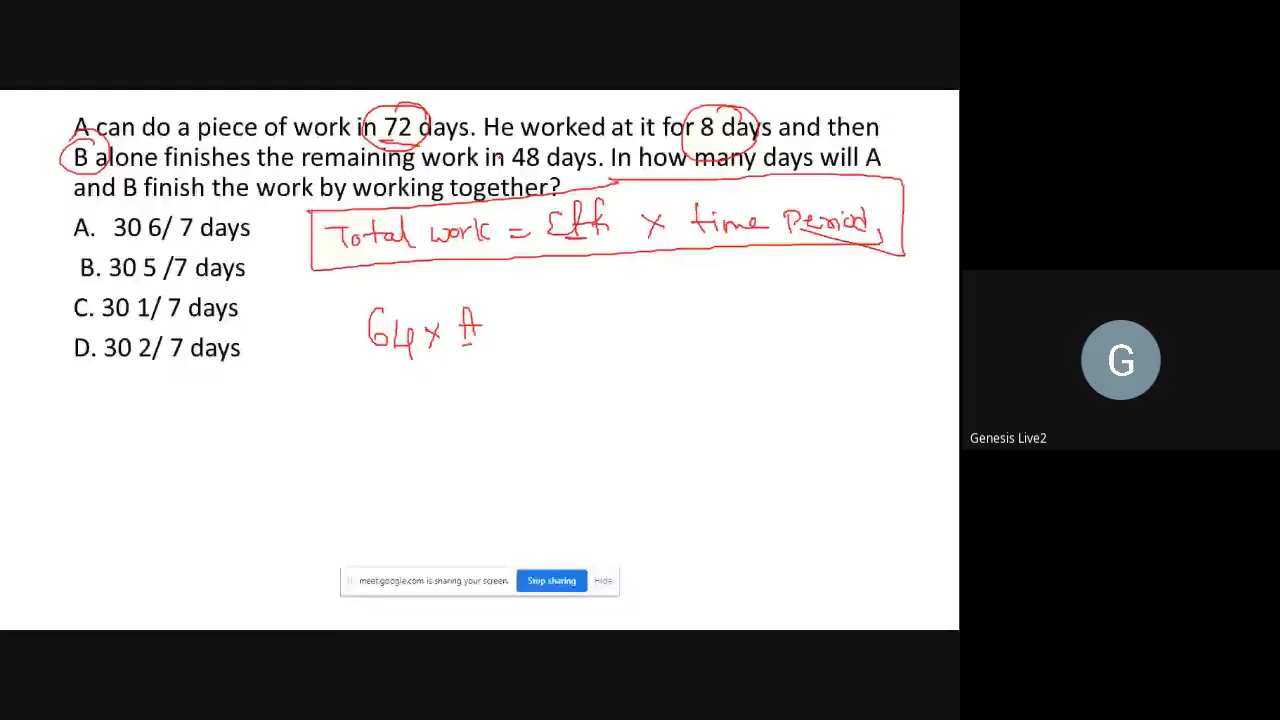 A can do a piece of work in 72 days. He worked at it for 8 days and then
B alone finishes the remaining work in 48 days. In how many days will A
and B finish the work by working together?
A. 30 6/ 7 days
Total work = Eff × time Period,
B. 30 5 /7 days
C. 30 1/ 7 days
64 × A
D. 30 2/ 7 days
G
Genesis Live2
meet.google.com is sharing your screen. Stop sharing Hide